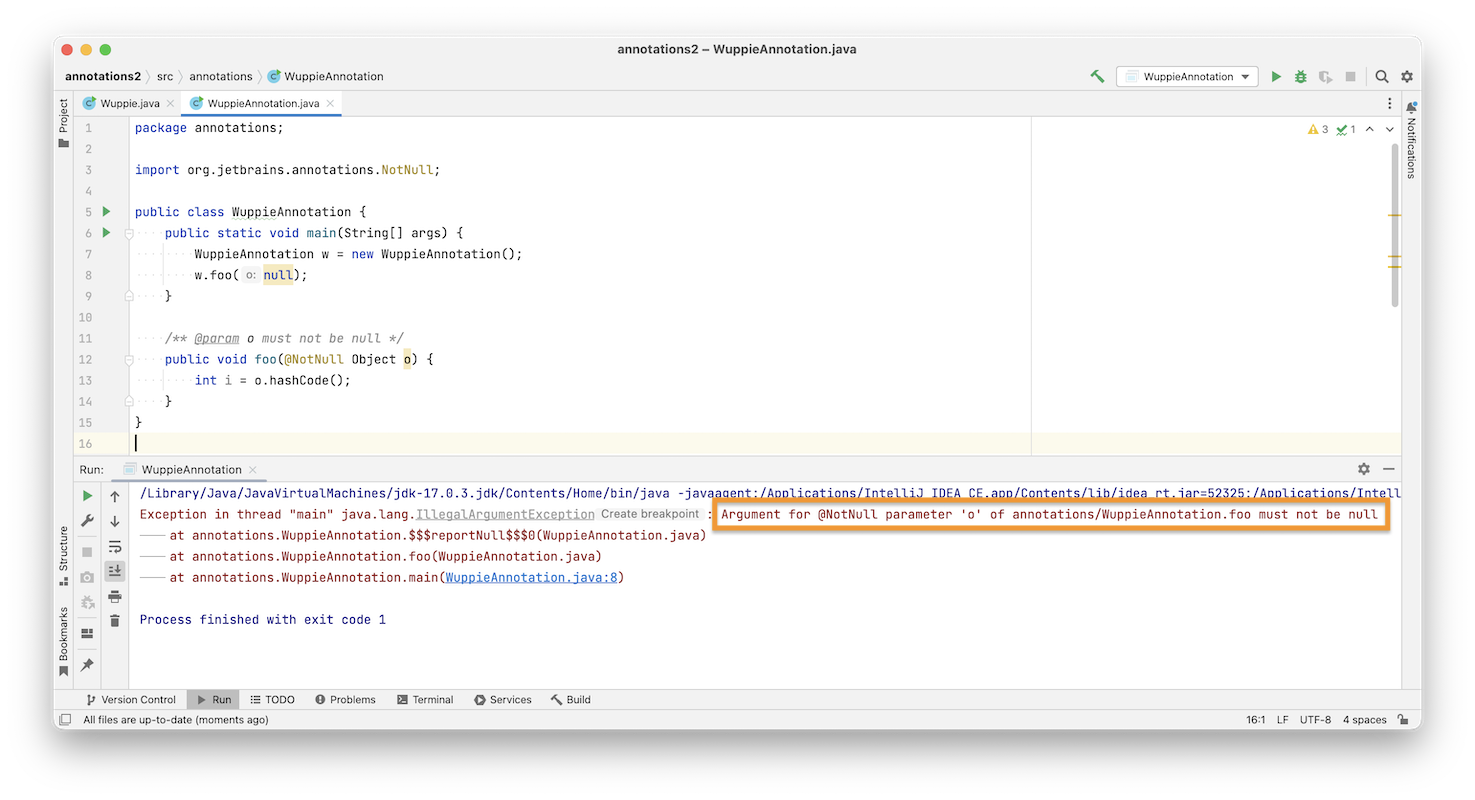 annotations2 – WuppieAnnotation.java
annotations2 〉 src 〉 annotations 〉 WuppieAnnotation
WuppieAnnotation
Project
Wuppie.java
WuppieAnnotation.java
Notifications
3 1
1 package annotations;
2
3 import org.jetbrains.annotations.NotNull;
4
5 public class WuppieAnnotation {
6 public static void main(String[] args) {
7 WuppieAnnotation w = new WuppieAnnotation();
8 w.foo( o: null);
9 }
10
11 /** @param o must not be null */
12 public void foo(@NotNull Object o) {
13 int i = o.hashCode();
14 }
15 }
16
Run: WuppieAnnotation
Structure
Bookmarks
/Library/Java/JavaVirtualMachines/jdk-17.0.3.jdk/Contents/Home/bin/java -javaagent:/Applications/IntelliJ IDEA CE.app/Contents/lib/idea_rt.jar=52325:/Applications/Intell
Exception in thread "main" java.lang.IllegalArgumentException Create breakpoint : Argument for @NotNull parameter 'o' of annotations/WuppieAnnotation.foo must not be null
at annotations.WuppieAnnotation.$$$reportNull$$$0(WuppieAnnotation.java)
at annotations.WuppieAnnotation.foo(WuppieAnnotation.java)
at annotations.WuppieAnnotation.main(WuppieAnnotation.java:8)
Process finished with exit code 1
Version Control Run TODO Problems Terminal Services Build
All files are up-to-date (moments ago) 16:1 LF UTF-8 4 spaces